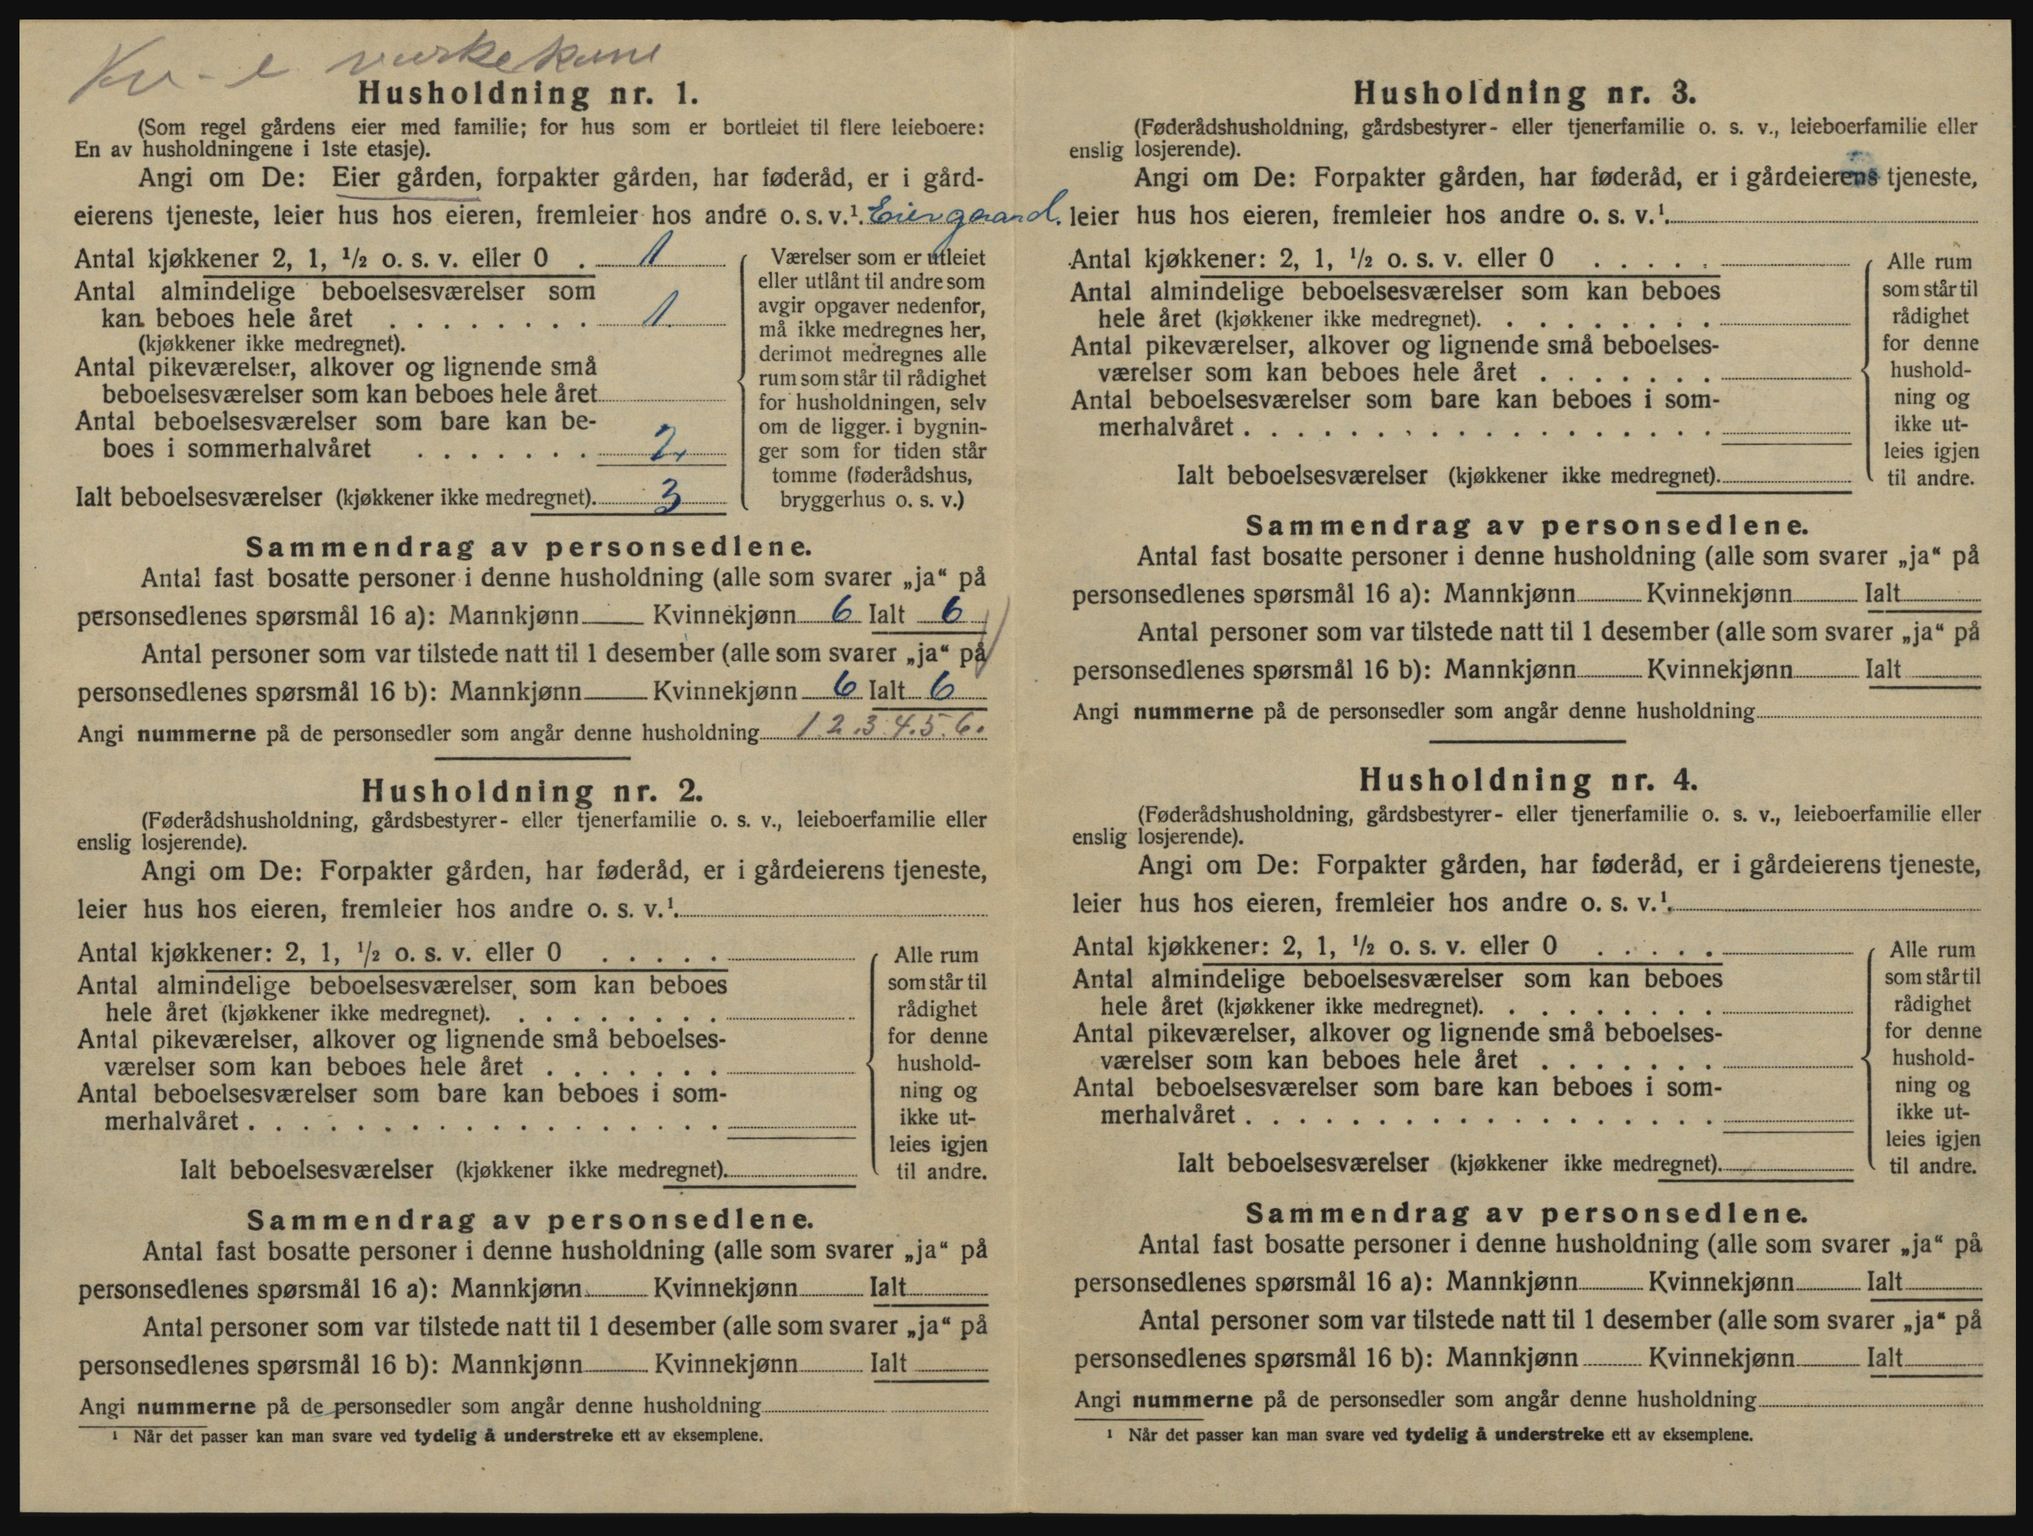 Husholdning nr. 1.
(Som regel gårdens eier med familie; for hus som er bortleiet til flere leieboere:
En av husholdningene i 1ste etasje).
Angi om De: Eier gården, forpakter gården, har føderåd, er i gård-
eierens tjeneste, leier hus hos eieren, fremleier hos andre o. s. v.¹. Eier gaard.
Antal kjøkkener 2, 1, ½ o. s. v. eller 0 . 1
Antal almindelige beboelsesværelser som
kan beboes hele året . . . . . . . . 1.
(kjøkkener ikke medregnet).
Antal pikeværelser, alkover og lignende små
beboelsesværelser som kan beboes hele året
Antal beboelsesværelser som bare kan be-
boes i sommerhalvåret . . . . . . . 2.
Ialt beboelsesværelser (kjøkkener ikke medregnet). 3
Værelser som er utleiet
eller utlånt til andre som
avgir opgaver nedenfor,
må ikke medregnes her,
derimot medregnes alle
rum som står til rådighet
for husholdningen, selv
om de ligger i bygnin-
ger som for tiden står
tomme (føderådshus,
bryggerhus o. s. v.)
Sammendrag av personsedlene.
Antal fast bosatte personer i denne husholdning (alle som svarer „ja“ på
personsedlenes spørsmål 16 a): Mannkjønn — Kvinnekjønn 6 Ialt 6
Antal personer som var tilstede natt til 1 desember (alle som svarer „ja“ på
personsedlenes spørsmål 16 b): Mannkjønn — Kvinnekjønn 6 Ialt 6
Angi nummerne på de personsedler som angår denne husholdning 1.2.3.4.5.6.
Husholdning nr. 2.
(Føderådshusholdning, gårdsbestyrer- eller tjenerfamilie o. s. v., leieboerfamilie eller
enslig losjerende).
Angi om De: Forpakter gården, har føderåd, er i gårdeierens tjeneste,
leier hus hos eieren, fremleier hos andre o. s. v.¹.
Antal kjøkkener: 2, 1, ½ o. s. v. eller 0 . . . . .
Antal almindelige beboelsesværelser som kan beboes
hele året (kjøkkener ikke medregnet). . . . . . . . .
Antal pikeværelser, alkover og lignende små beboelses-
værelser som kan beboes hele året . . . . . . .
Antal beboelsesværelser som bare kan beboes i som-
merhalvåret . . . . . . . . . . . . . . . . . .
Ialt beboelsesværelser (kjøkkener ikke medregnet).
Alle rum
som står til
rådighet
for denne
hushold-
ning og
ikke ut-
leies igjen
til andre.
Sammendrag av personsedlene.
Antal fast bosatte personer i denne husholdning (alle som svarer „ja“ på
personsedlenes spørsmål 16 a): Mannkjønn Kvinnekjønn Ialt
Antal personer som var tilstede natt til 1 desember (alle som svarer „ja“ på
personsedlenes spørsmål 16 b): Mannkjønn Kvinnekjønn Ialt
Angi nummerne på de personsedler som angår denne husholdning
¹ Når det passer kan man svare ved tydelig å understreke ett av eksemplene.
Husholdning nr. 3.
(Føderådshusholdning, gårdsbestyrer- eller tjenerfamilie o. s. v., leieboerfamilie eller
enslig losjerende).
Angi om De: Forpakter gården, har føderåd, er i gårdeierens tjeneste,
leier hus hos eieren, fremleier hos andre o. s. v.¹.
Antal kjøkkener: 2, 1, ½ o. s. v. eller 0 . . . . .
Antal almindelige beboelsesværelser som kan beboes
hele året (kjøkkener ikke medregnet). . . . . . . . .
Antal pikeværelser, alkover og lignende små beboelses-
værelser som kan beboes hele året . . . . . . .
Antal beboelsesværelser som bare kan beboes i som-
merhalvåret . . . . . . . . . . . . . . . . . .
Ialt beboelsesværelser (kjøkkener ikke medregnet).
Alle rum
som står til
rådighet
for denne
hushold-
ning og
ikke ut-
leies igjen
til andre.
Sammendrag av personsedlene.
Antal fast bosatte personer i denne husholdning (alle som svarer „ja“ på
personsedlenes spørsmål 16 a): Mannkjønn Kvinnekjønn Ialt
Antal personer som var tilstede natt til 1 desember (alle som svarer „ja“ på
personsedlenes spørsmål 16 b): Mannkjønn Kvinnekjønn Ialt
Angi nummerne på de personsedler som angår denne husholdning
Husholdning nr. 4.
(Føderådshusholdning, gårdsbestyrer- eller tjenerfamilie o. s. v., leieboerfamilie eller
enslig losjerende).
Angi om De: Forpakter gården, har føderåd, er i gårdeierens tjeneste,
leier hus hos eieren, fremleier hos andre o. s. v.¹.
Antal kjøkkener: 2, 1, ½ o. s. v. eller 0 . . . . .
Antal almindelige beboelsesværelser som kan beboes
hele året (kjøkkener ikke medregnet). . . . . . . . .
Antal pikeværelser, alkover og lignende små beboelses-
værelser som kan beboes hele året . . . . . . .
Antal beboelsesværelser som bare kan beboes i som-
merhalvåret . . . . . . . . . . . . . . . . . .
Ialt beboelsesværelser (kjøkkener ikke medregnet).
Alle rum
som står til
rådighet
for denne
hushold-
ning og
ikke ut-
leies igjen
til andre.
Sammendrag av personsedlene.
Antal fast bosatte personer i denne husholdning (alle som svarer „ja“ på
personsedlenes spørsmål 16 a): Mannkjønn Kvinnekjønn Ialt
Antal personer som var tilstede natt til 1 desember (alle som svarer „ja“ på
personsedlenes spørsmål 16 b): Mannkjønn Kvinnekjønn Ialt
Angi nummerne på de personsedler som angår denne husholdning
¹ Når det passer kan man svare ved tydelig å understreke ett av eksemplene.